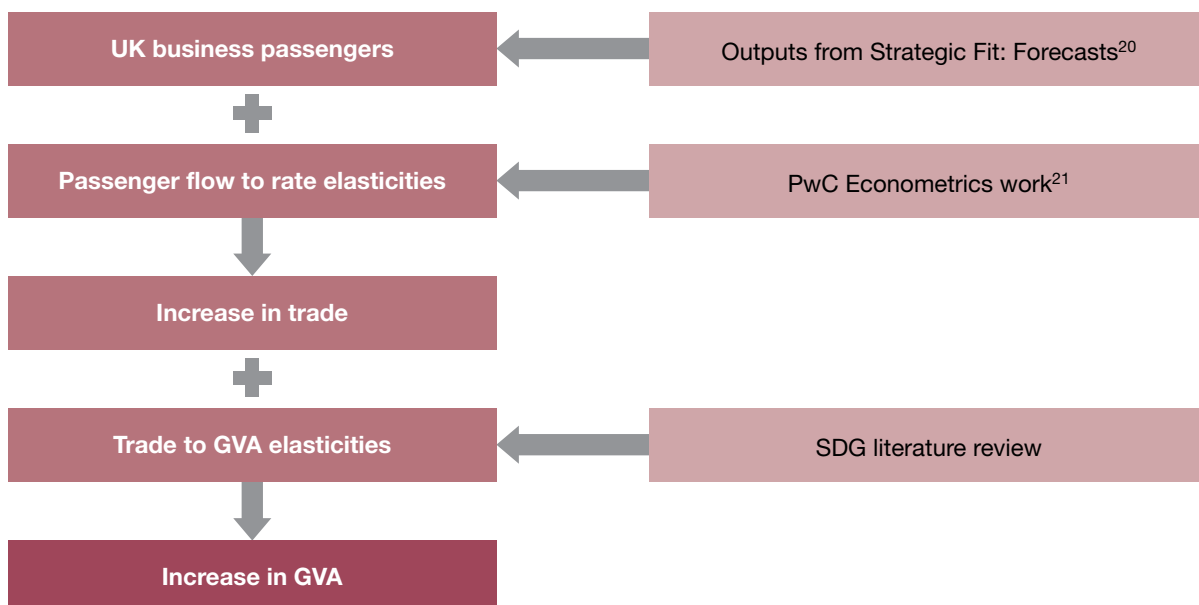 UK business passengers
Outputs from Strategic Fit: Forecasts²⁰
Passenger flow to rate elasticities
PwC Econometrics work²¹
Increase in trade
Trade to GVA elasticities
SDG literature review
Increase in GVA